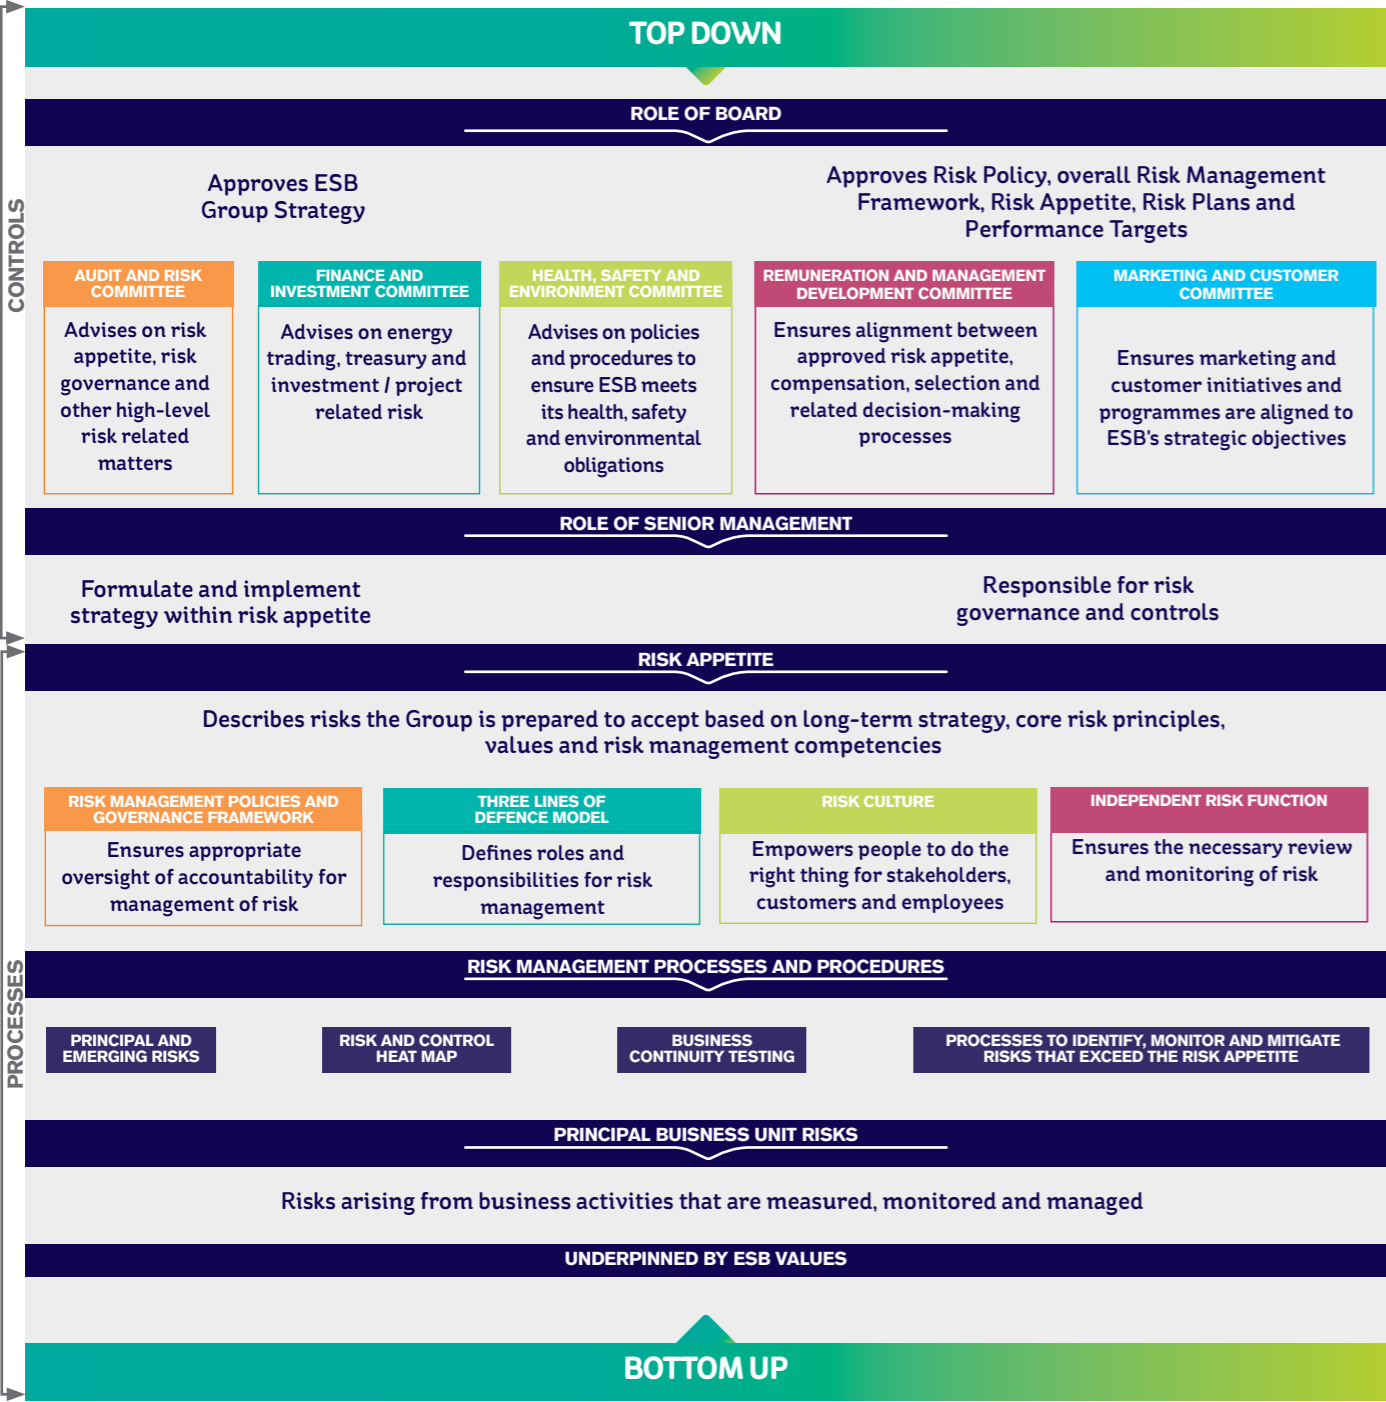 TOP DOWN
ROLE OF BOARD
Approves ESB
Group Strategy
Approves Risk Policy, overall Risk Management
Framework, Risk Appetite, Risk Plans and
Performance Targets
CONTROLS
AUDIT AND RISK
COMMITTEE
Advises on risk
appetite, risk
governance and
other high-level
risk related
matters
FINANCE AND
INVESTMENT COMMITTEE
Advises on energy
trading, treasury and
investment / project
related risk
HEALTH, SAFETY AND
ENVIRONMENT COMMITTEE
Advises on policies
and procedures to
ensure ESB meets
its health, safety
and environmental
obligations
REMUNERATION AND MANAGEMENT
DEVELOPMENT COMMITTEE
Ensures alignment between
approved risk appetite,
compensation, selection and
related decision-making
processes
MARKETING AND CUSTOMER
COMMITTEE
Ensures marketing and
customer initiatives and
programmes are aligned to
ESB's strategic objectives
ROLE OF SENIOR MANAGEMENT
Formulate and implement
strategy within risk appetite
Responsible for risk
governance and controls
RISK APPETITE
Describes risks the Group is prepared to accept based on long-term strategy, core risk principles,
values and risk management competencies
RISK MANAGEMENT POLICIES AND
GOVERNANCE FRAMEWORK
Ensures appropriate
oversight of accountability for
management of risk
THREE LINES OF
DEFENCE MODEL
Defines roles and
responsibilities for risk
management
RISK CULTURE
Empowers people to do the
right thing for stakeholders,
customers and employees
INDEPENDENT RISK FUNCTION
Ensures the necessary review
and monitoring of risk
PROCESSES
RISK MANAGEMENT PROCESSES AND PROCEDURES
PRINCIPAL AND
EMERGING RISKS
RISK AND CONTROL
HEAT MAP
BUSINESS
CONTINUITY TESTING
PROCESSES TO IDENTIFY, MONITOR AND MITIGATE
RISKS THAT EXCEED THE RISK APPETITE
PRINCIPAL BUISNESS UNIT RISKS
Risks arising from business activities that are measured, monitored and managed
UNDERPINNED BY ESB VALUES
BOTTOM UP